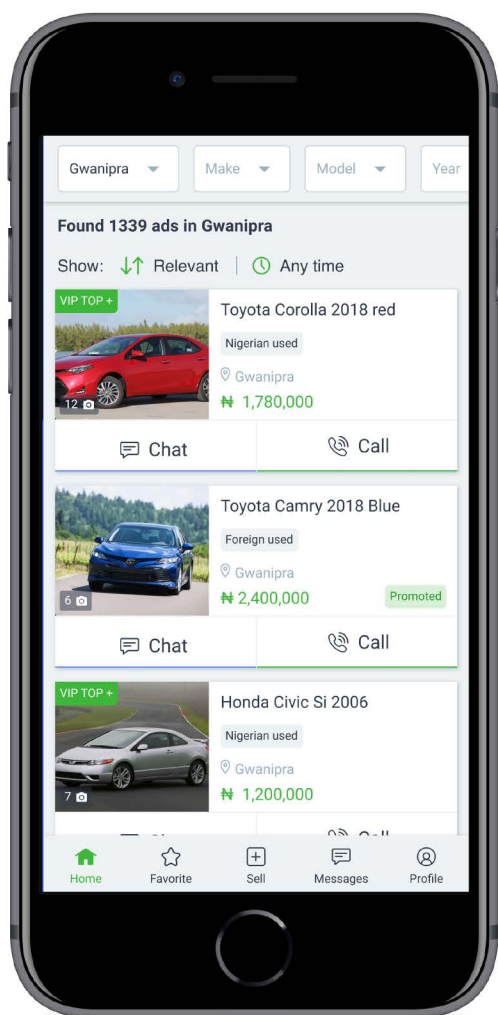 Gwanipra Make Model Year
Found 1339 ads in Gwanipra
Show: Relevant Any time
VIP TOP +
Toyota Corolla 2018 red
Nigerian used
Gwanipra
12
₦ 1,780,000
Chat Call
Toyota Camry 2018 Blue
Foreign used
Gwanipra
6
₦ 2,400,000
Promoted
Chat Call
VIP TOP +
Honda Civic Si 2006
Nigerian used
Gwanipra
7
₦ 1,200,000
Home Favorite Sell Messages Profile